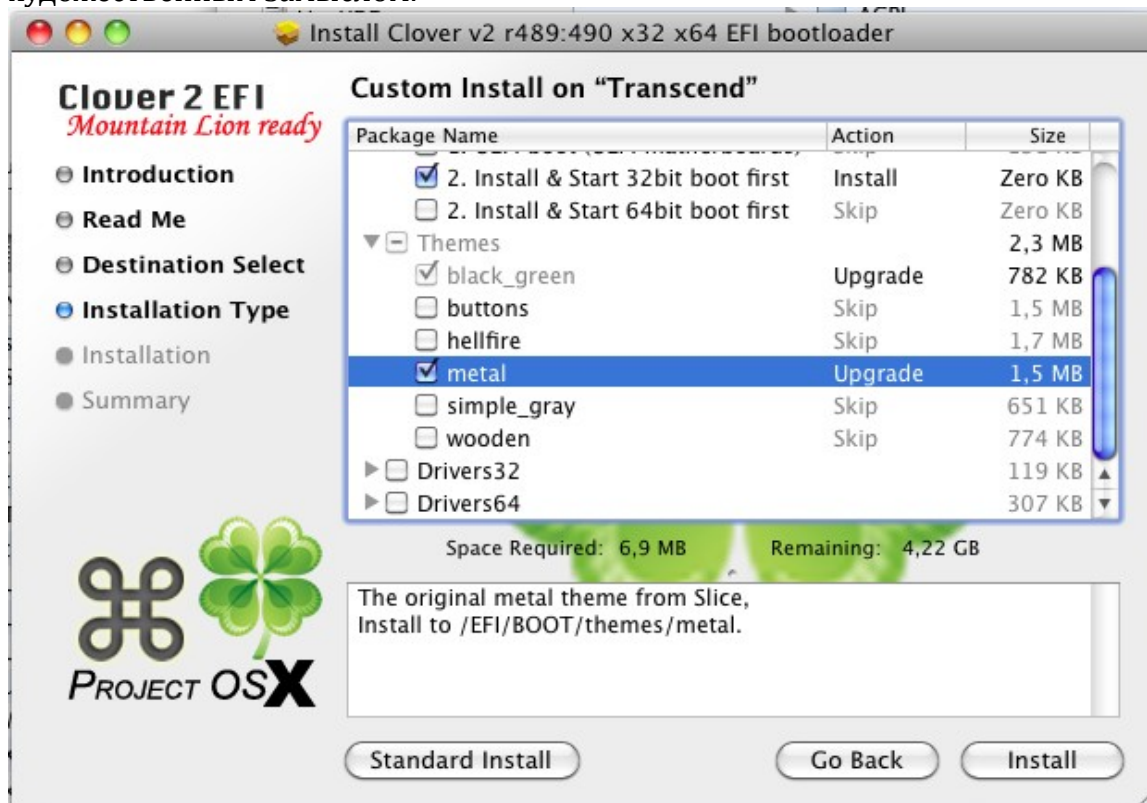 Install Clover v2 r489:490 x32 x64 EFI bootloader
Clover 2 EFI
Mountain Lion ready
Introduction
Read Me
Destination Select
Installation Type
Installation
Summary
PROJECT OSX
Custom Install on “Transcend”
Package Name Action Size
2. Install & Start 32bit boot first Install Zero KB
2. Install & Start 64bit boot first Skip Zero KB
Themes 2,3 MB
black_green Upgrade 782 KB
buttons Skip 1,5 MB
hellfire Skip 1,7 MB
metal Upgrade 1,5 MB
simple_gray Skip 651 KB
wooden Skip 774 KB
Drivers32 119 KB
Drivers64 307 KB
Space Required: 6,9 MB Remaining: 4,22 GB
The original metal theme from Slice,
Install to /EFI/BOOT/themes/metal.
Standard Install Go Back Install